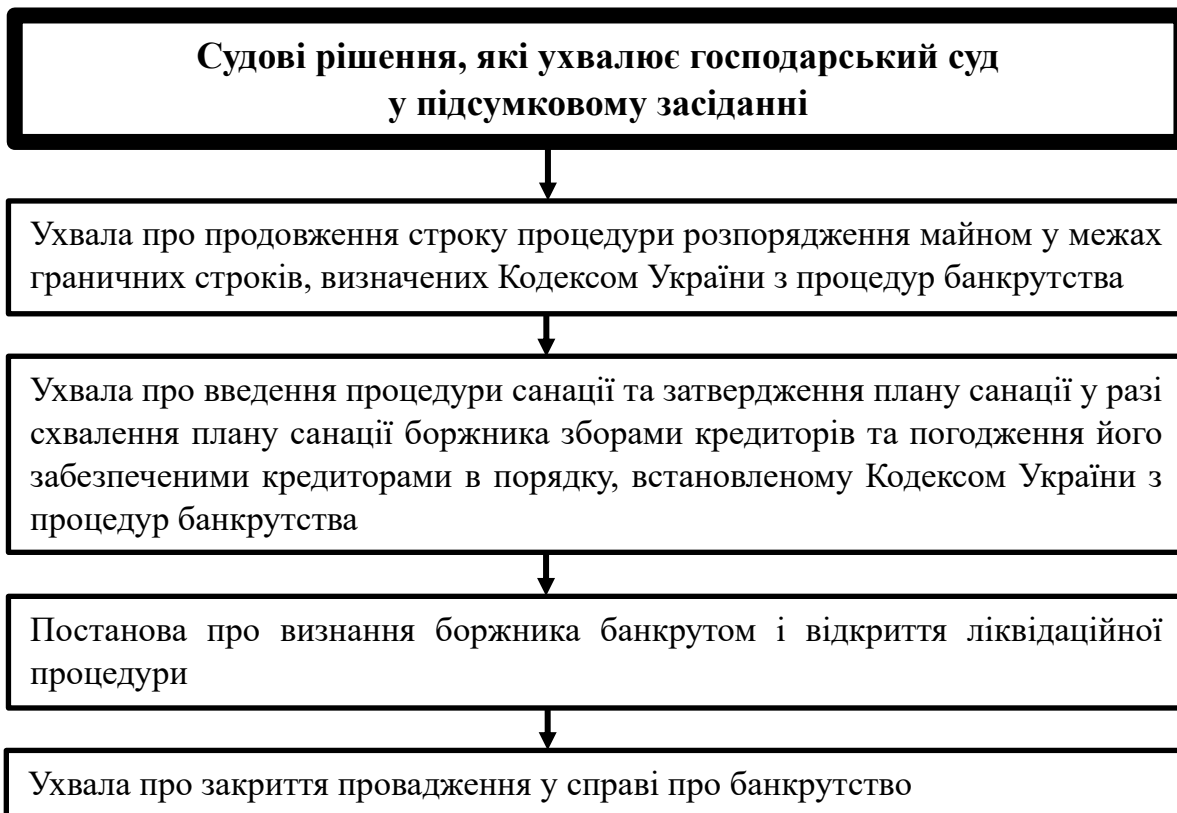 Судові рішення, які ухвалює господарський суд
у підсумковому засіданні
Ухвала про продовження строку процедури розпорядження майном у межах
граничних строків, визначених Кодексом України з процедур банкрутства
Ухвала про введення процедури санації та затвердження плану санації у разі
схвалення плану санації боржника зборами кредиторів та погодження його
забезпеченими кредиторами в порядку, встановленому Кодексом України з
процедур банкрутства
Постанова про визнання боржника банкрутом і відкриття ліквідаційної
процедури
Ухвала про закриття провадження у справі про банкрутство